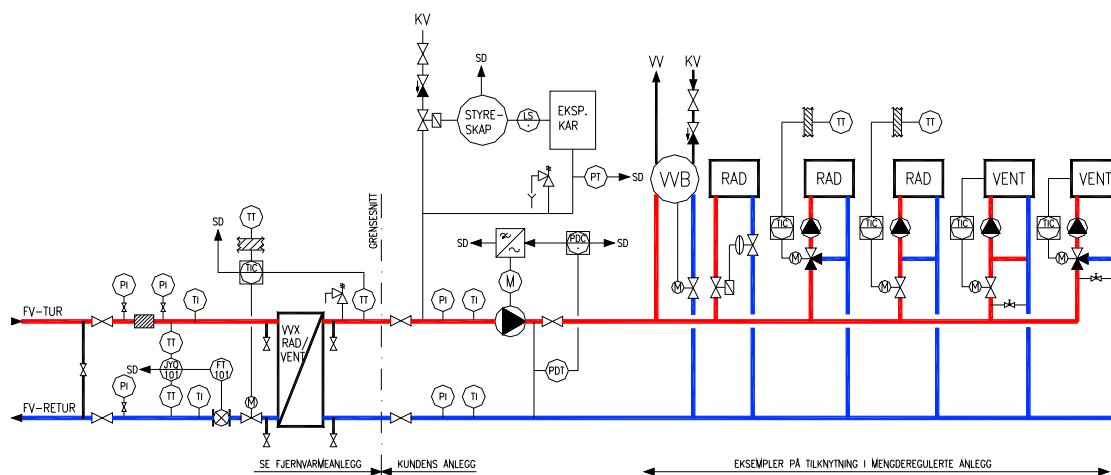 KV
SD
STYRE-
SKAP
LS
EKSP.
KAR
PT
SD
VV
KV
VVB
RAD
RAD
RAD
VENT
VENT
TT
TT
TIC
TIC
TIC
TIC
M
M
M
M
M
GRENSESNITT
SD
TT
TIC
TT
SD
PDC
SD
M
PI
PI
TI
PI
TI
FV-TUR
VVX
RAD/
VENT
TT
SD
JYQ
101
FT
101
PDT
PI
TT
TI
M
PI
TI
FV-RETUR
SE FJERNVARMEANLEGG
KUNDENS ANLEGG
EKSEMPLER PÅ TILKNYTNING I MENGDEREGULERTE ANLEGG